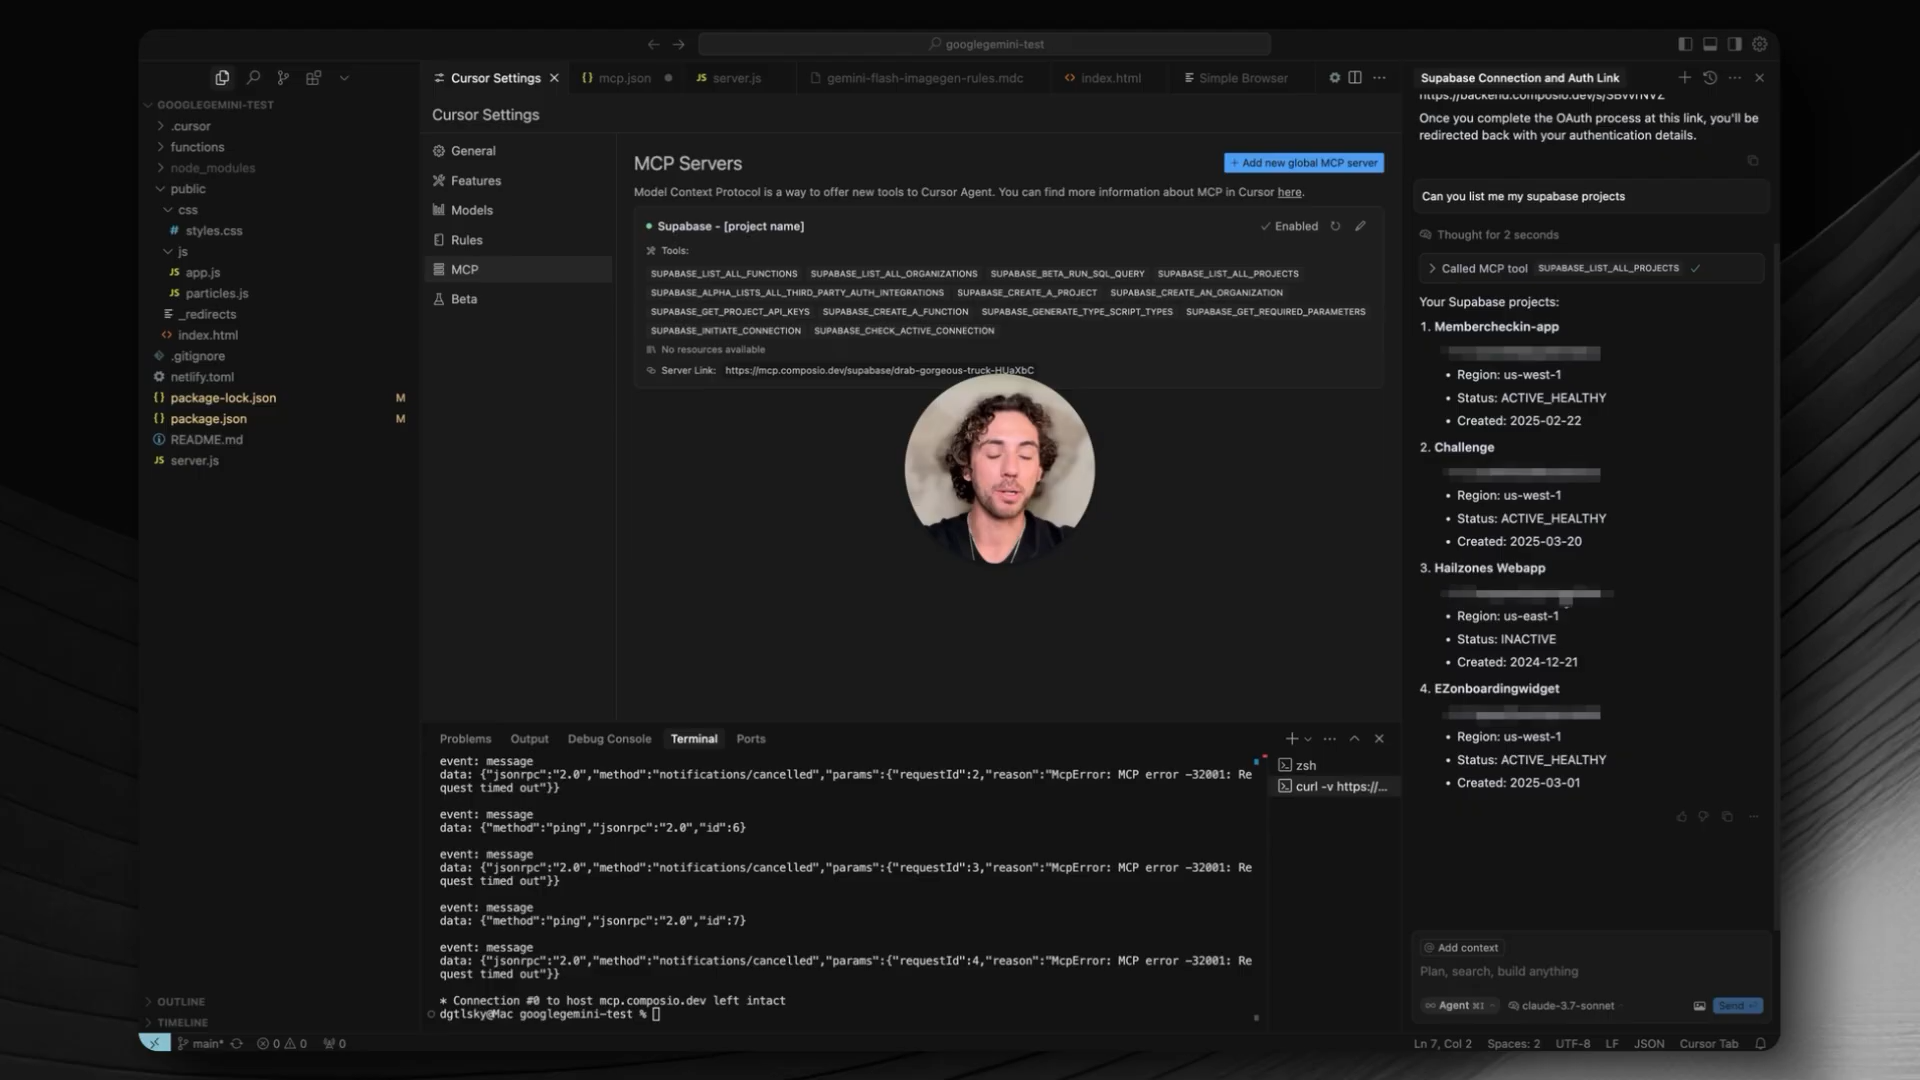 googlegemini-test
GOOGLEGEMINI-TEST
.cursor
functions
node_modules
public
css
# styles.css
js
JS app.js
JS particles.js
_redirects
<> index.html
.gitignore
netlify.toml
{} package-lock.json M
{} package.json M
README.md
JS server.js
OUTLINE
TIMELINE
Cursor Settings
{} mcp.json
JS server.js
gemini-flash-imagegen-rules.mdc
<> index.html
Simple Browser
Cursor Settings
General
Features
Models
Rules
MCP
Beta
MCP Servers
+ Add new global MCP server
Model Context Protocol is a way to offer new tools to Cursor Agent. You can find more information about MCP in Cursor here.
Supabase - [project name]
Enabled
Tools:
SUPABASE_LIST_ALL_FUNCTIONS SUPABASE_LIST_ALL_ORGANIZATIONS SUPABASE_BETA_RUN_SQL_QUERY SUPABASE_LIST_ALL_PROJECTS
SUPABASE_ALPHA_LISTS_ALL_THIRD_PARTY_AUTH_INTEGRATIONS SUPABASE_CREATE_A_PROJECT SUPABASE_CREATE_AN_ORGANIZATION
SUPABASE_GET_PROJECT_API_KEYS SUPABASE_CREATE_A_FUNCTION SUPABASE_GENERATE_TYPE_SCRIPT_TYPES SUPABASE_GET_REQUIRED_PARAMETERS
SUPABASE_INITIATE_CONNECTION SUPABASE_CHECK_ACTIVE_CONNECTION
No resources available
Server Link: https://mcp.composio.dev/supabase/drab-gorgeous-truck-HUaXbC
Problems Output Debug Console Terminal Ports
event: message
data: {"jsonrpc":"2.0","method":"notifications/cancelled","params":{"requestId":2,"reason":"McpError: MCP error -32001: Re
quest timed out"}}
event: message
data: {"method":"ping","jsonrpc":"2.0","id":6}
event: message
data: {"jsonrpc":"2.0","method":"notifications/cancelled","params":{"requestId":3,"reason":"McpError: MCP error -32001: Re
quest timed out"}}
event: message
data: {"method":"ping","jsonrpc":"2.0","id":7}
event: message
data: {"jsonrpc":"2.0","method":"notifications/cancelled","params":{"requestId":4,"reason":"McpError: MCP error -32001: Re
quest timed out"}}
* Connection #0 to host mcp.composio.dev left intact
dgtlsky@Mac googlegemini-test %
zsh
curl -v https://...
Supabase Connection and Auth Link
Once you complete the OAuth process at this link, you'll be
redirected back with your authentication details.
Can you list me my supabase projects
Thought for 2 seconds
Called MCP tool SUPABASE_LIST_ALL_PROJECTS
Your Supabase projects:
1. Membercheckin-app
• Region: us-west-1
• Status: ACTIVE_HEALTHY
• Created: 2025-02-22
2. Challenge
• Region: us-west-1
• Status: ACTIVE_HEALTHY
• Created: 2025-03-20
3. Hailzones Webapp
• Region: us-east-1
• Status: INACTIVE
• Created: 2024-12-21
4. EZonboardingwidget
• Region: us-west-1
• Status: ACTIVE_HEALTHY
• Created: 2025-03-01
@ Add context
Plan, search, build anything
Agent ⌘I
claude-3.7-sonnet
Send
main*
0 0
0
Ln 7, Col 2
Spaces: 2
UTF-8
LF
JSON
Cursor Tab